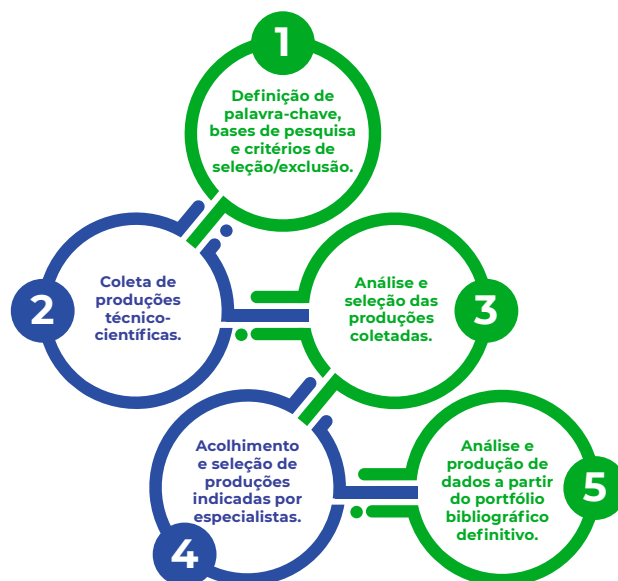 1
Definição de
palavra-chave,
bases de pesquisa
e critérios de
seleção/exclusão.
2
Coleta de
produções
técnico-
científicas.
3
Análise e
seleção das
produções
coletadas.
4
Acolhimento
e seleção de
produções
indicadas por
especialistas.
5
Análise e
produção de
dados a partir
do portfólio
bibliográfico
definitivo.